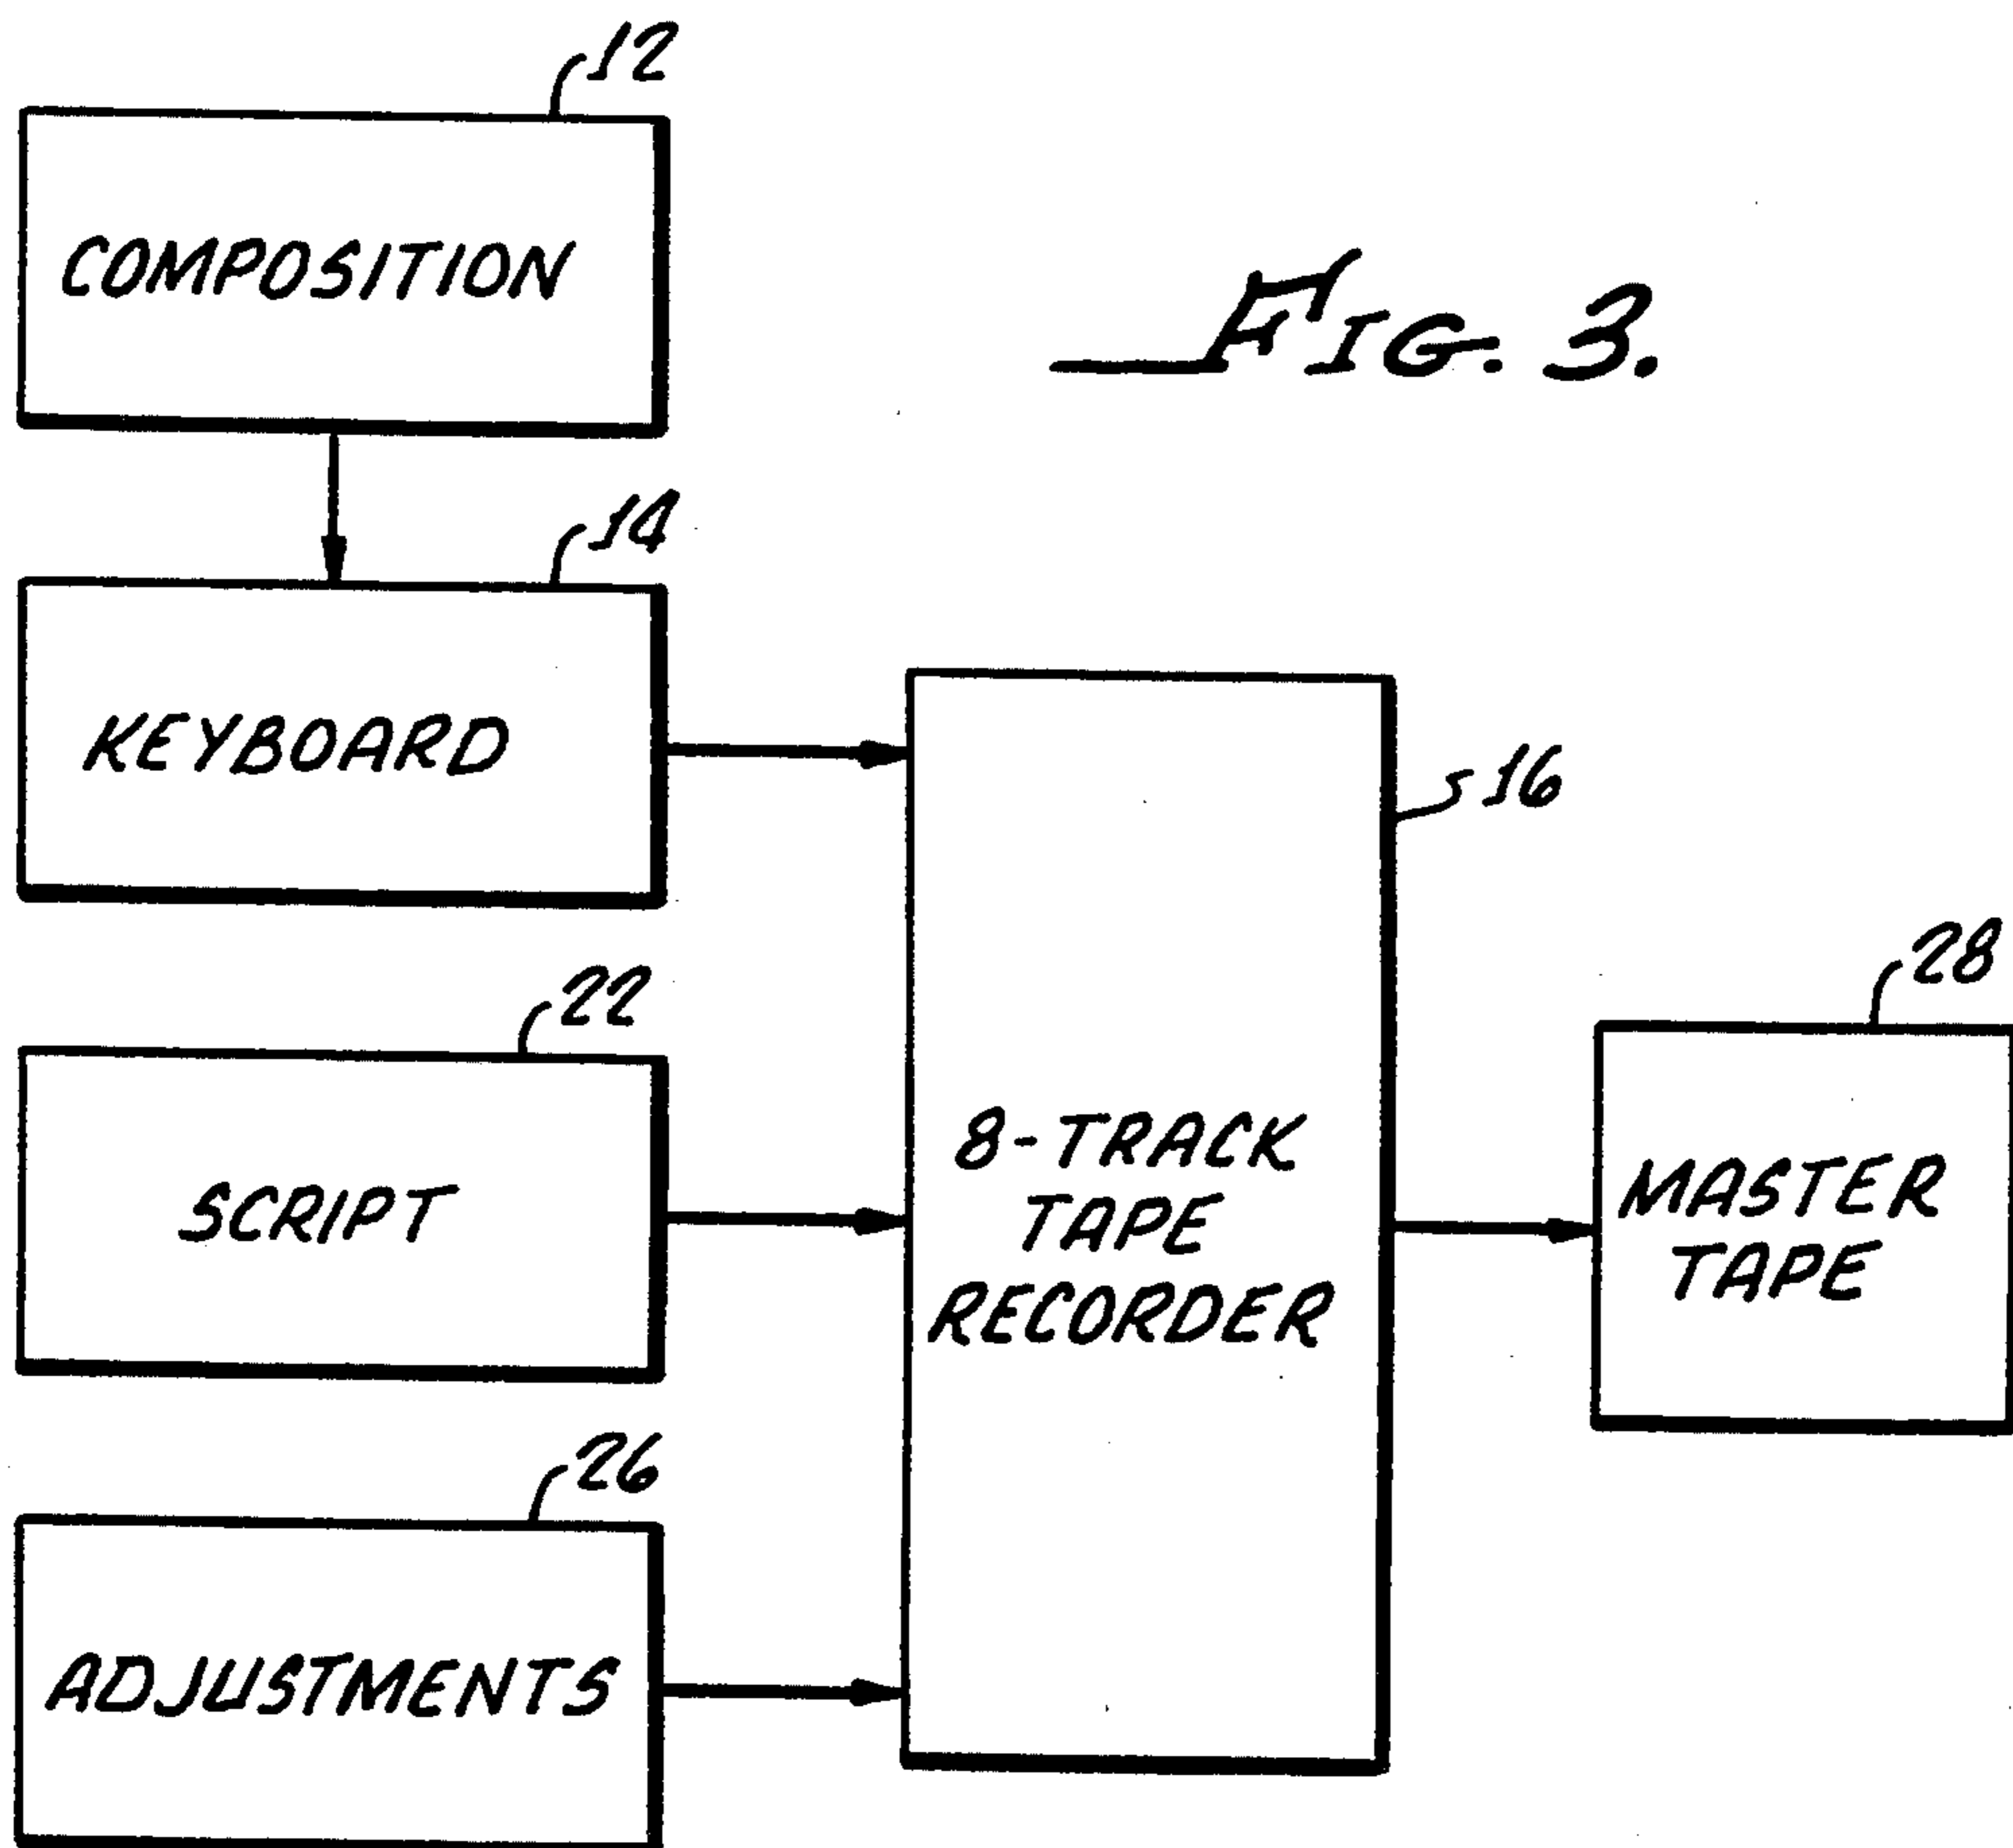 12
COMPOSITION
FIG. 3.
14
KEYBOARD
16
22
SCRIPT
8-TRACK
TAPE
RECORDER
28
MASTER
TAPE
26
ADJUSTMENTS